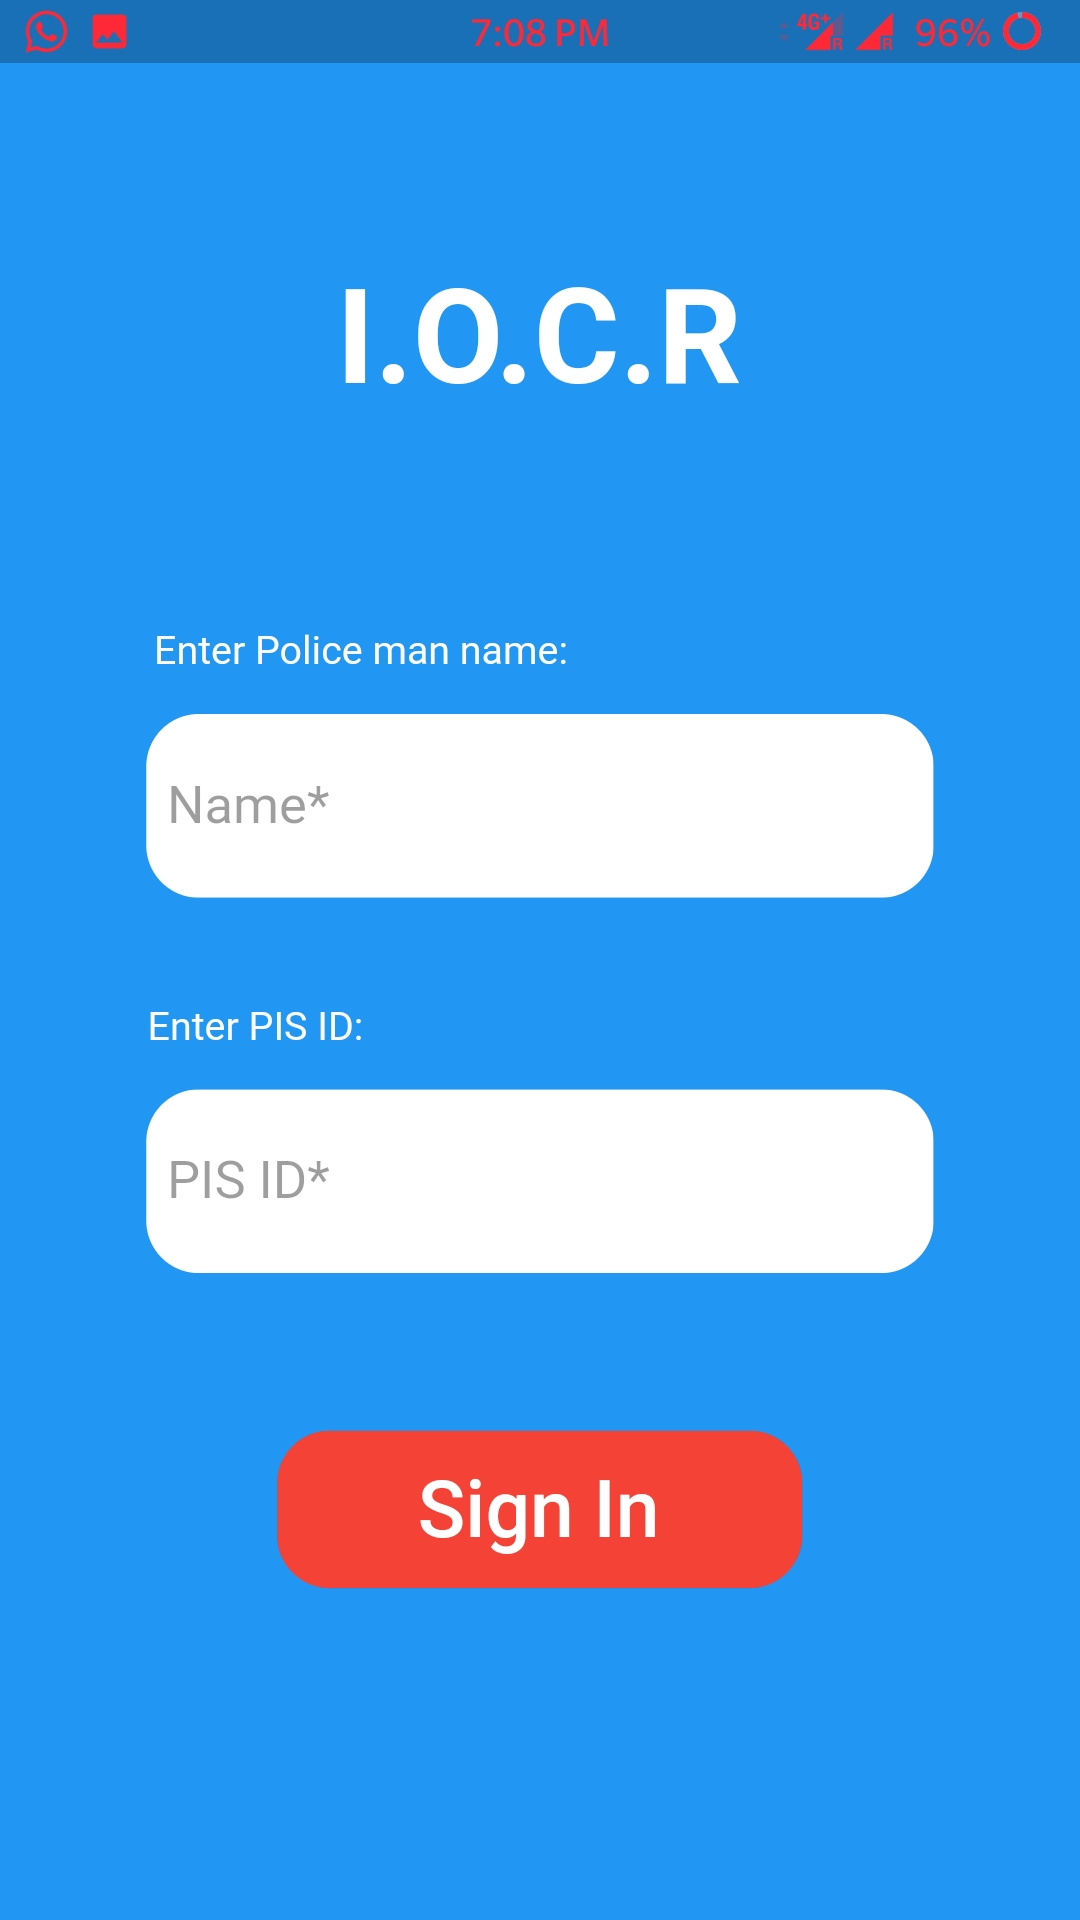 7:08 PM 4G+ R R 96%
I.O.C.R
Enter Police man name:
Name*
Enter PIS ID:
PIS ID*
Sign In